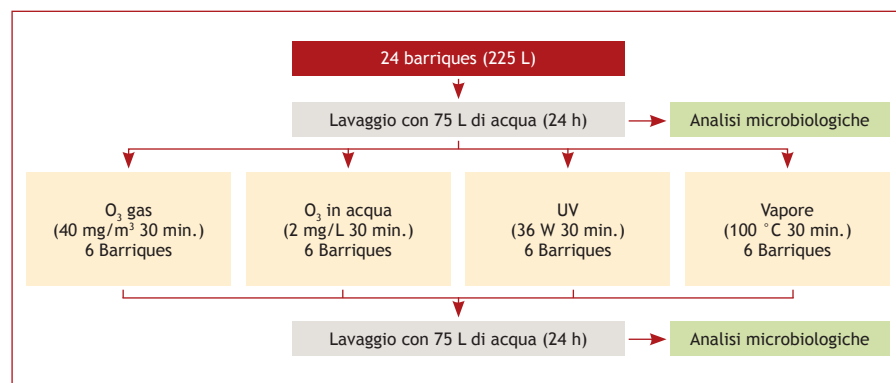 24 barriques (225 L)
Lavaggio con 75 L di acqua (24 h)
Analisi microbiologiche
O₃ gas
(40 mg/m³ 30 min.)
6 Barriques
O₃ in acqua
(2 mg/L 30 min.)
6 Barriques
UV
(36 W 30 min.)
6 Barriques
Vapore
(100 °C 30 min.)
6 Barriques
Lavaggio con 75 L di acqua (24 h)
Analisi microbiologiche